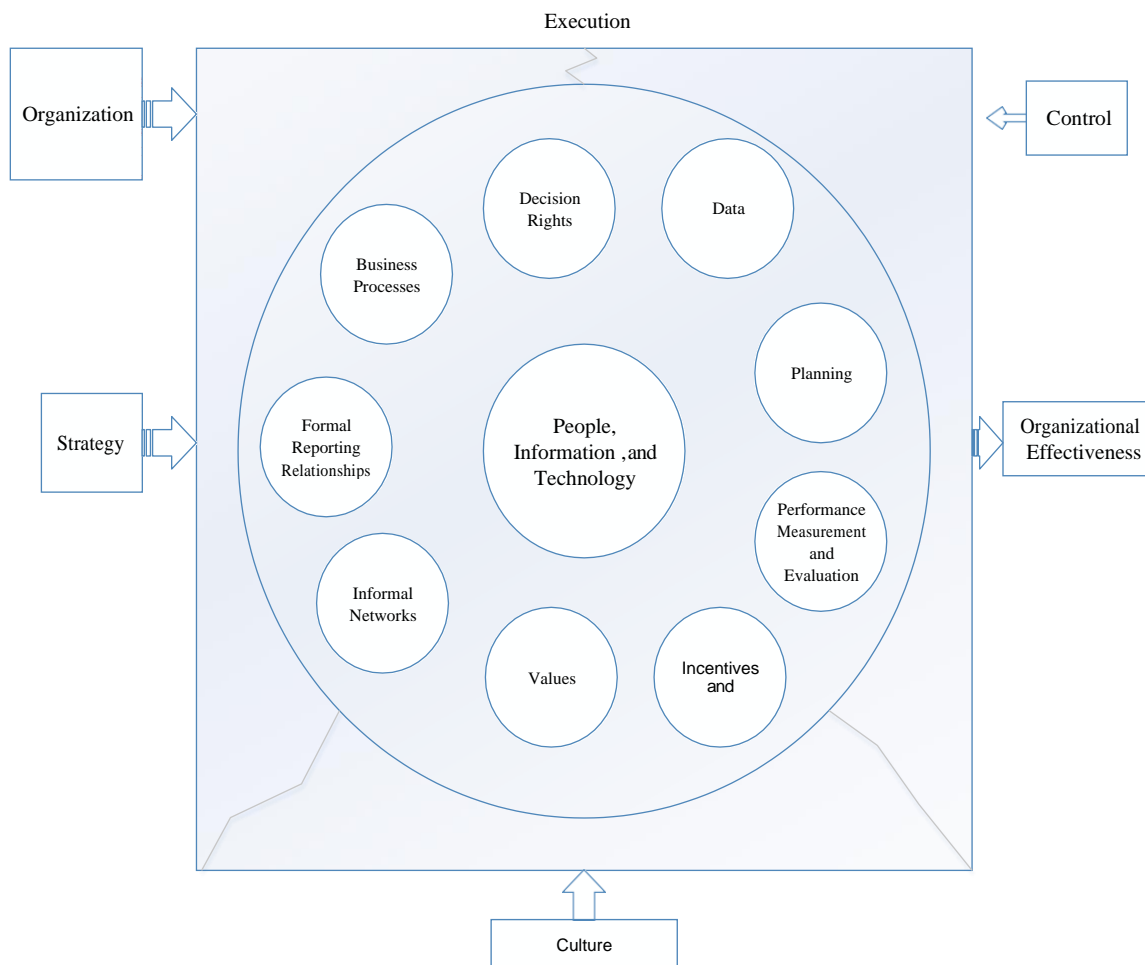 Execution
Organization
Control
Decision
Rights
Data
Business
Processes
Planning
People,
Information ,and
Technology
Formal
Reporting
Relationships
Strategy
Organizational
Effectiveness
Performance
Measurement
and
Evaluation
Informal
Networks
Values
Incentives
and
Culture